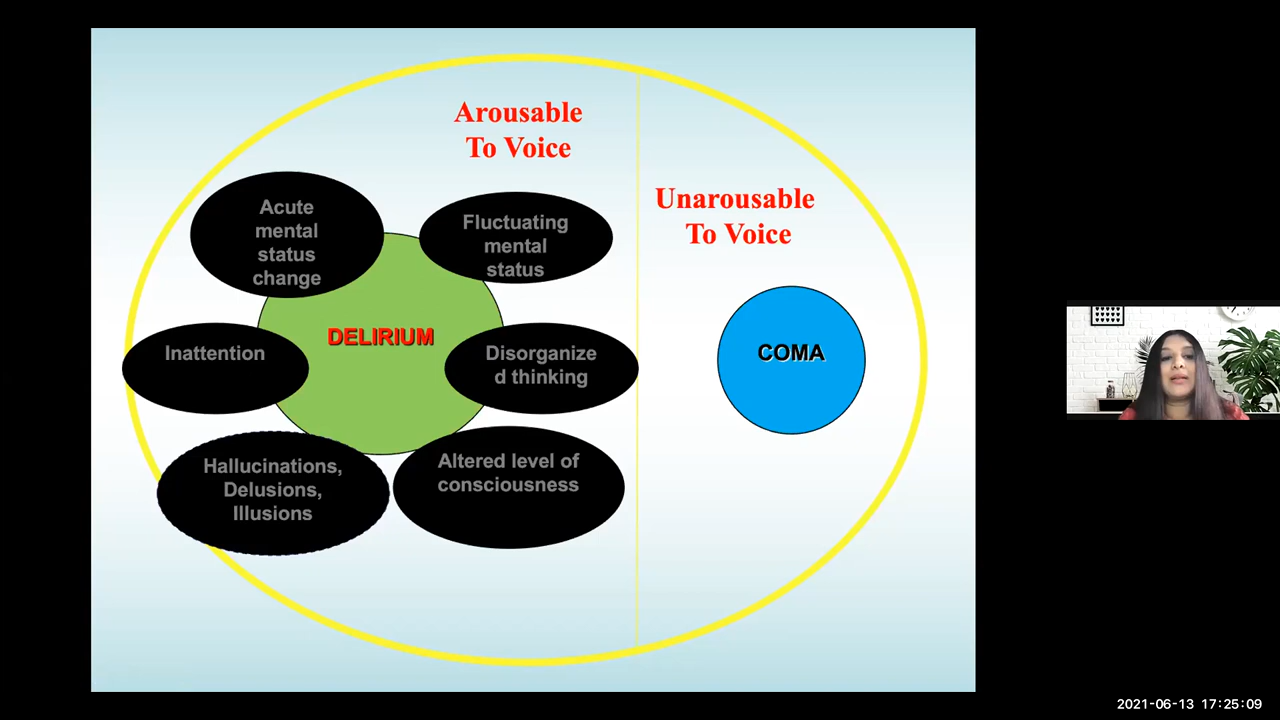 Arousable
To Voice
Unarousable
To Voice
Acute
mental
status
change
Fluctuating
mental
status
DELIRIUM
Inattention
Disorganize
d thinking
COMA
Hallucinations,
Delusions,
Illusions
Altered level of
consciousness
2021-06-13 17:25:09